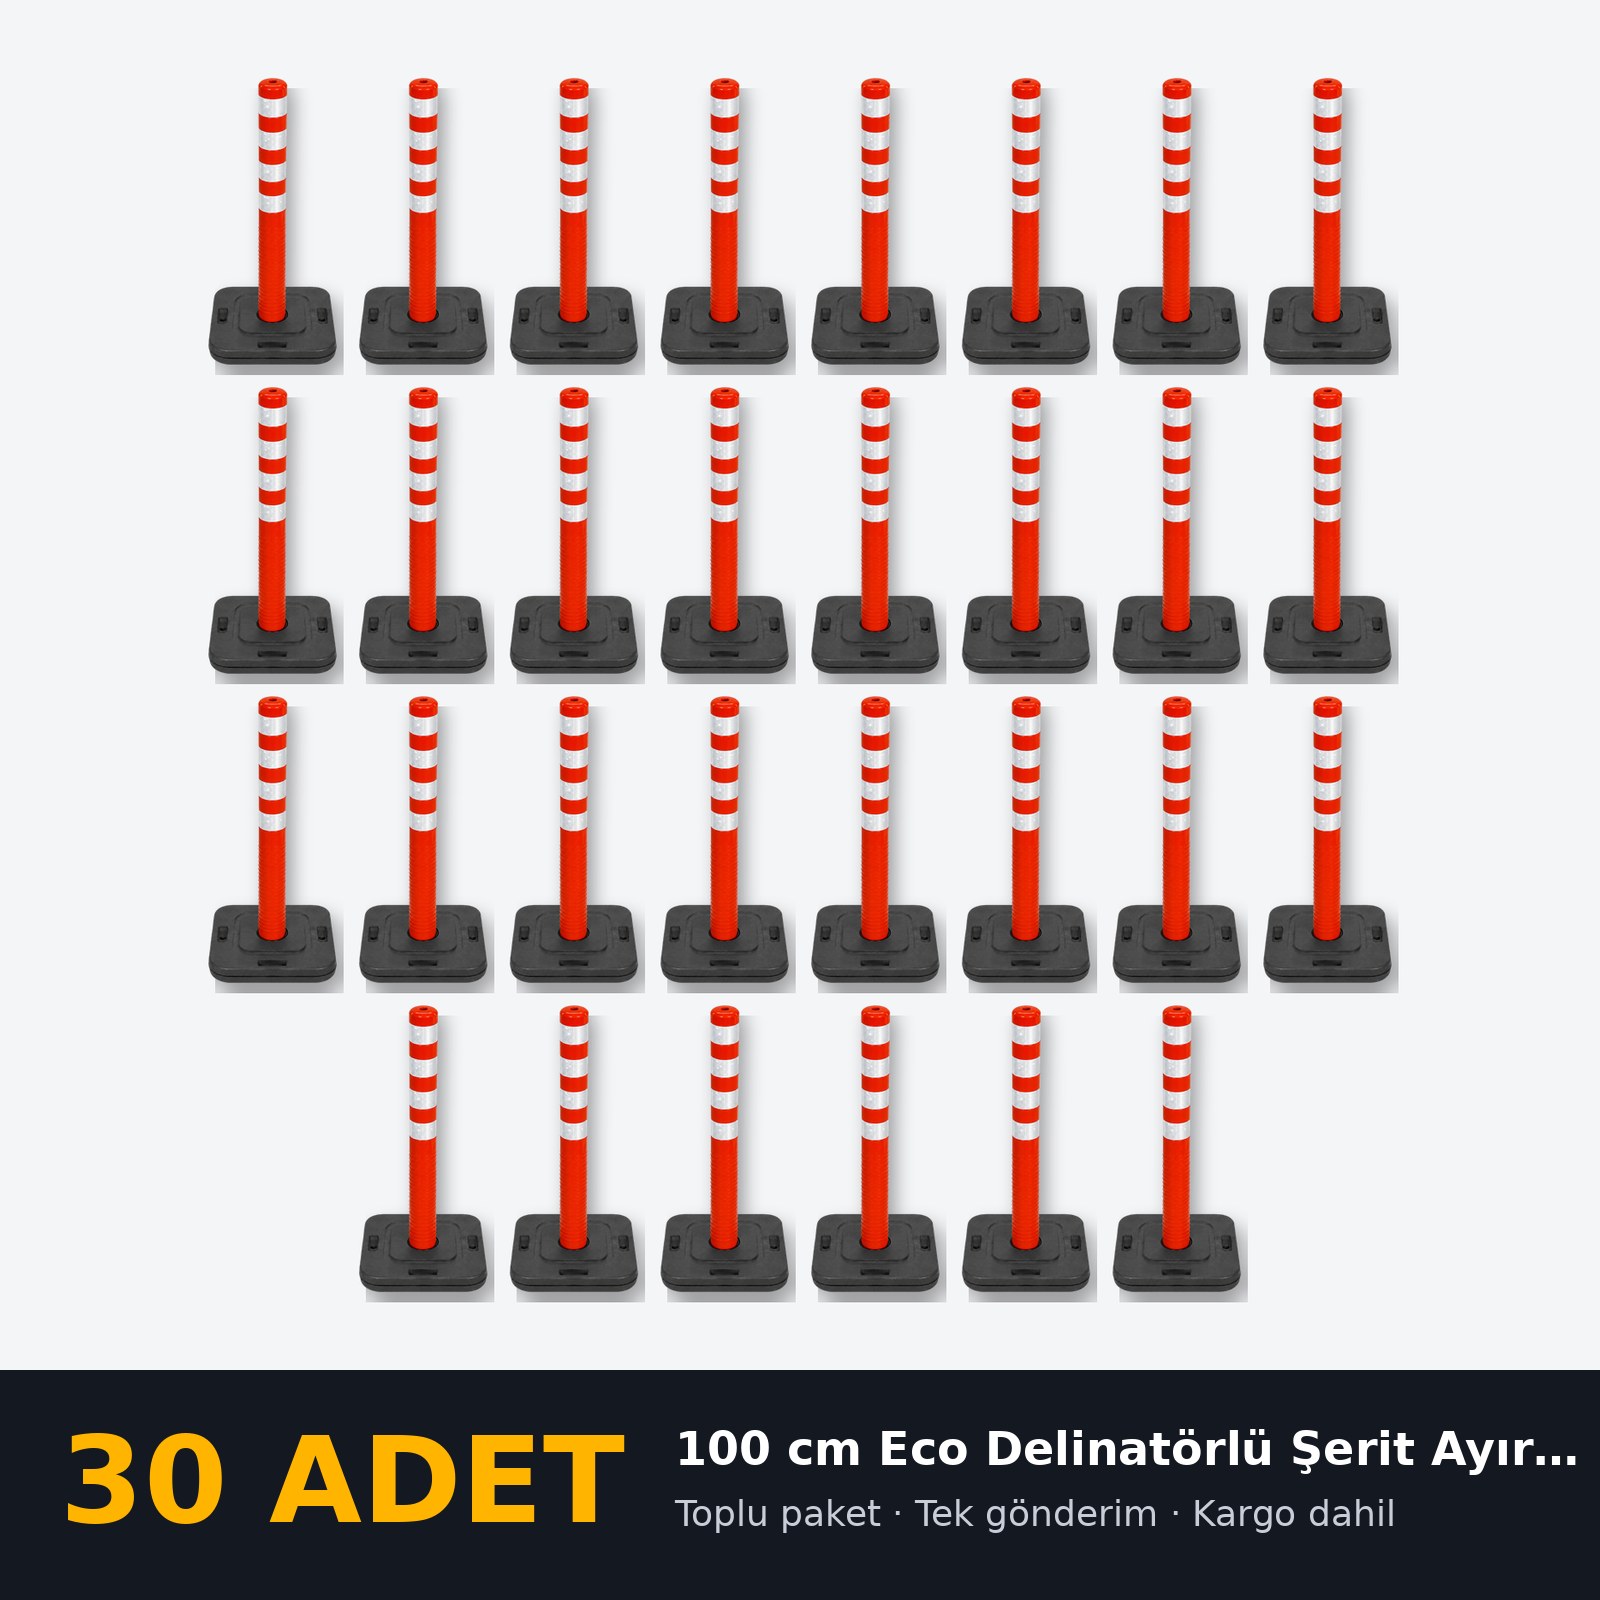 30 ADET
100 cm Eco Delinatörlü Şerit Ayır...
Toplu paket · Tek gönderim · Kargo dahil